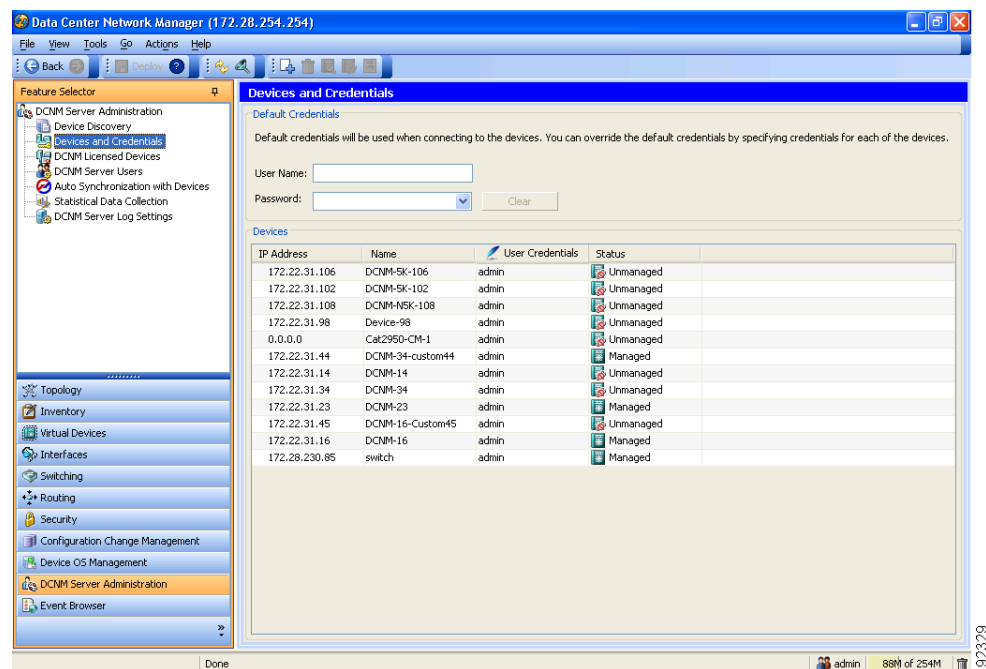 Data Center Network Manager (172.28.254.254)
File View Tools Go Actions Help
Back Deploy
Feature Selector
DCNM Server Administration
Device Discovery
Devices and Credentials
DCNM Licensed Devices
DCNM Server Users
Auto Synchronization with Devices
Statistical Data Collection
DCNM Server Log Settings
Topology
Inventory
Virtual Devices
Interfaces
Switching
Routing
Security
Configuration Change Management
Device OS Management
DCNM Server Administration
Event Browser
Devices and Credentials
Default Credentials
Default credentials will be used when connecting to the devices. You can override the default credentials by specifying credentials for each of the devices.
User Name:
Password: Clear
Devices
IP Address Name User Credentials Status
172.22.31.106 DCNM-5K-106 admin Unmanaged
172.22.31.102 DCNM-5K-102 admin Unmanaged
172.22.31.108 DCNM-N5K-108 admin Unmanaged
172.22.31.98 Device-98 admin Unmanaged
0.0.0.0 Cat2950-CM-1 admin Unmanaged
172.22.31.44 DCNM-34-custom44 admin Managed
172.22.31.14 DCNM-14 admin Unmanaged
172.22.31.34 DCNM-34 admin Unmanaged
172.22.31.23 DCNM-23 admin Managed
172.22.31.45 DCNM-16-Custom45 admin Unmanaged
172.22.31.16 DCNM-16 admin Managed
172.28.230.85 switch admin Managed
Done admin 88M of 254M
92329